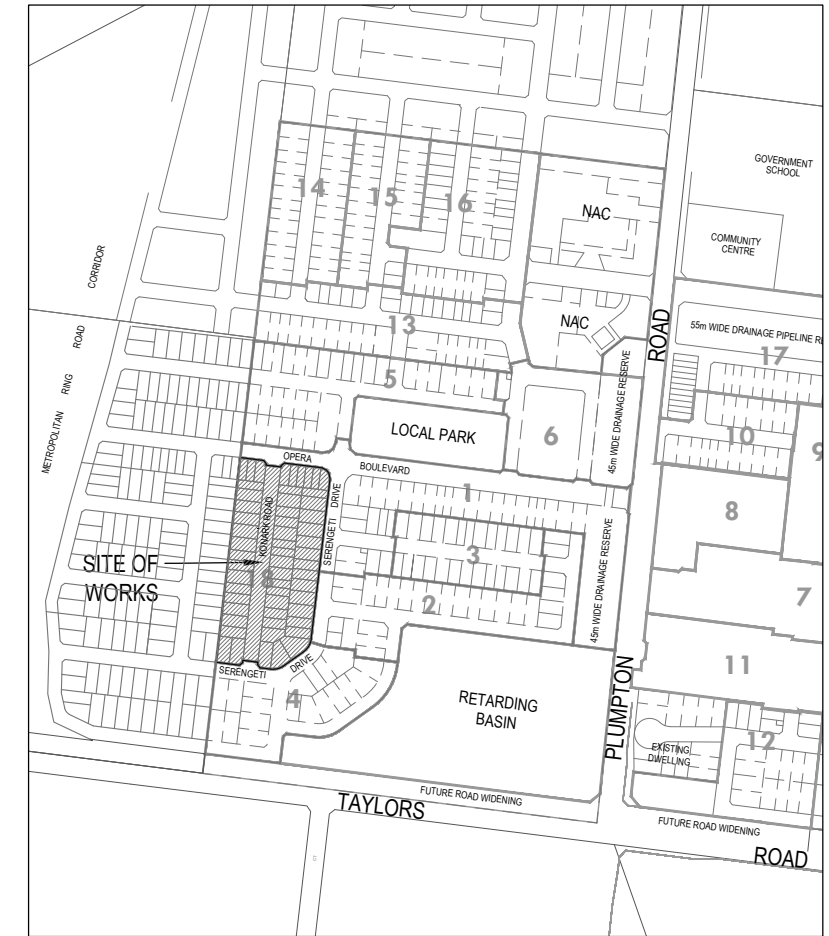 GOVERNMENT
SCHOOL
14
15
16
NAC
COMMUNITY
CENTRE
METROPOLITAN RING ROAD CORRIDOR
13
NAC
ROAD
55m WIDE DRAINAGE PIPELINE
17
5
LOCAL PARK
6
45m WIDE DRAINAGE RESERVE
10
9
OPERA
BOULEVARD
1
SERENGETI DRIVE
KONARK ROAD
8
3
SITE OF
WORKS
18
2
45m WIDE DRAINAGE RESERVE
7
SERENGETI
DRIVE
4
RETARDING
BASIN
PLUMPTON
11
EXISTING
DWELLING
12
TAYLORS
FUTURE ROAD WIDENING
FUTURE ROAD WIDENING
ROAD